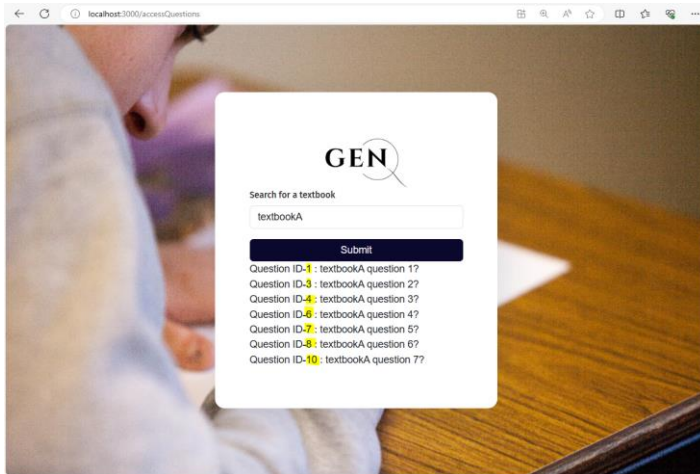 localhost:3000/accessQuestions
GEN
Search for a textbook
textbookA
Submit
Question ID-1 : textbookA question 1?
Question ID-3 : textbookA question 2?
Question ID-4 : textbookA question 3?
Question ID-6 : textbookA question 4?
Question ID-7 : textbookA question 5?
Question ID-8 : textbookA question 6?
Question ID-10 : textbookA question 7?